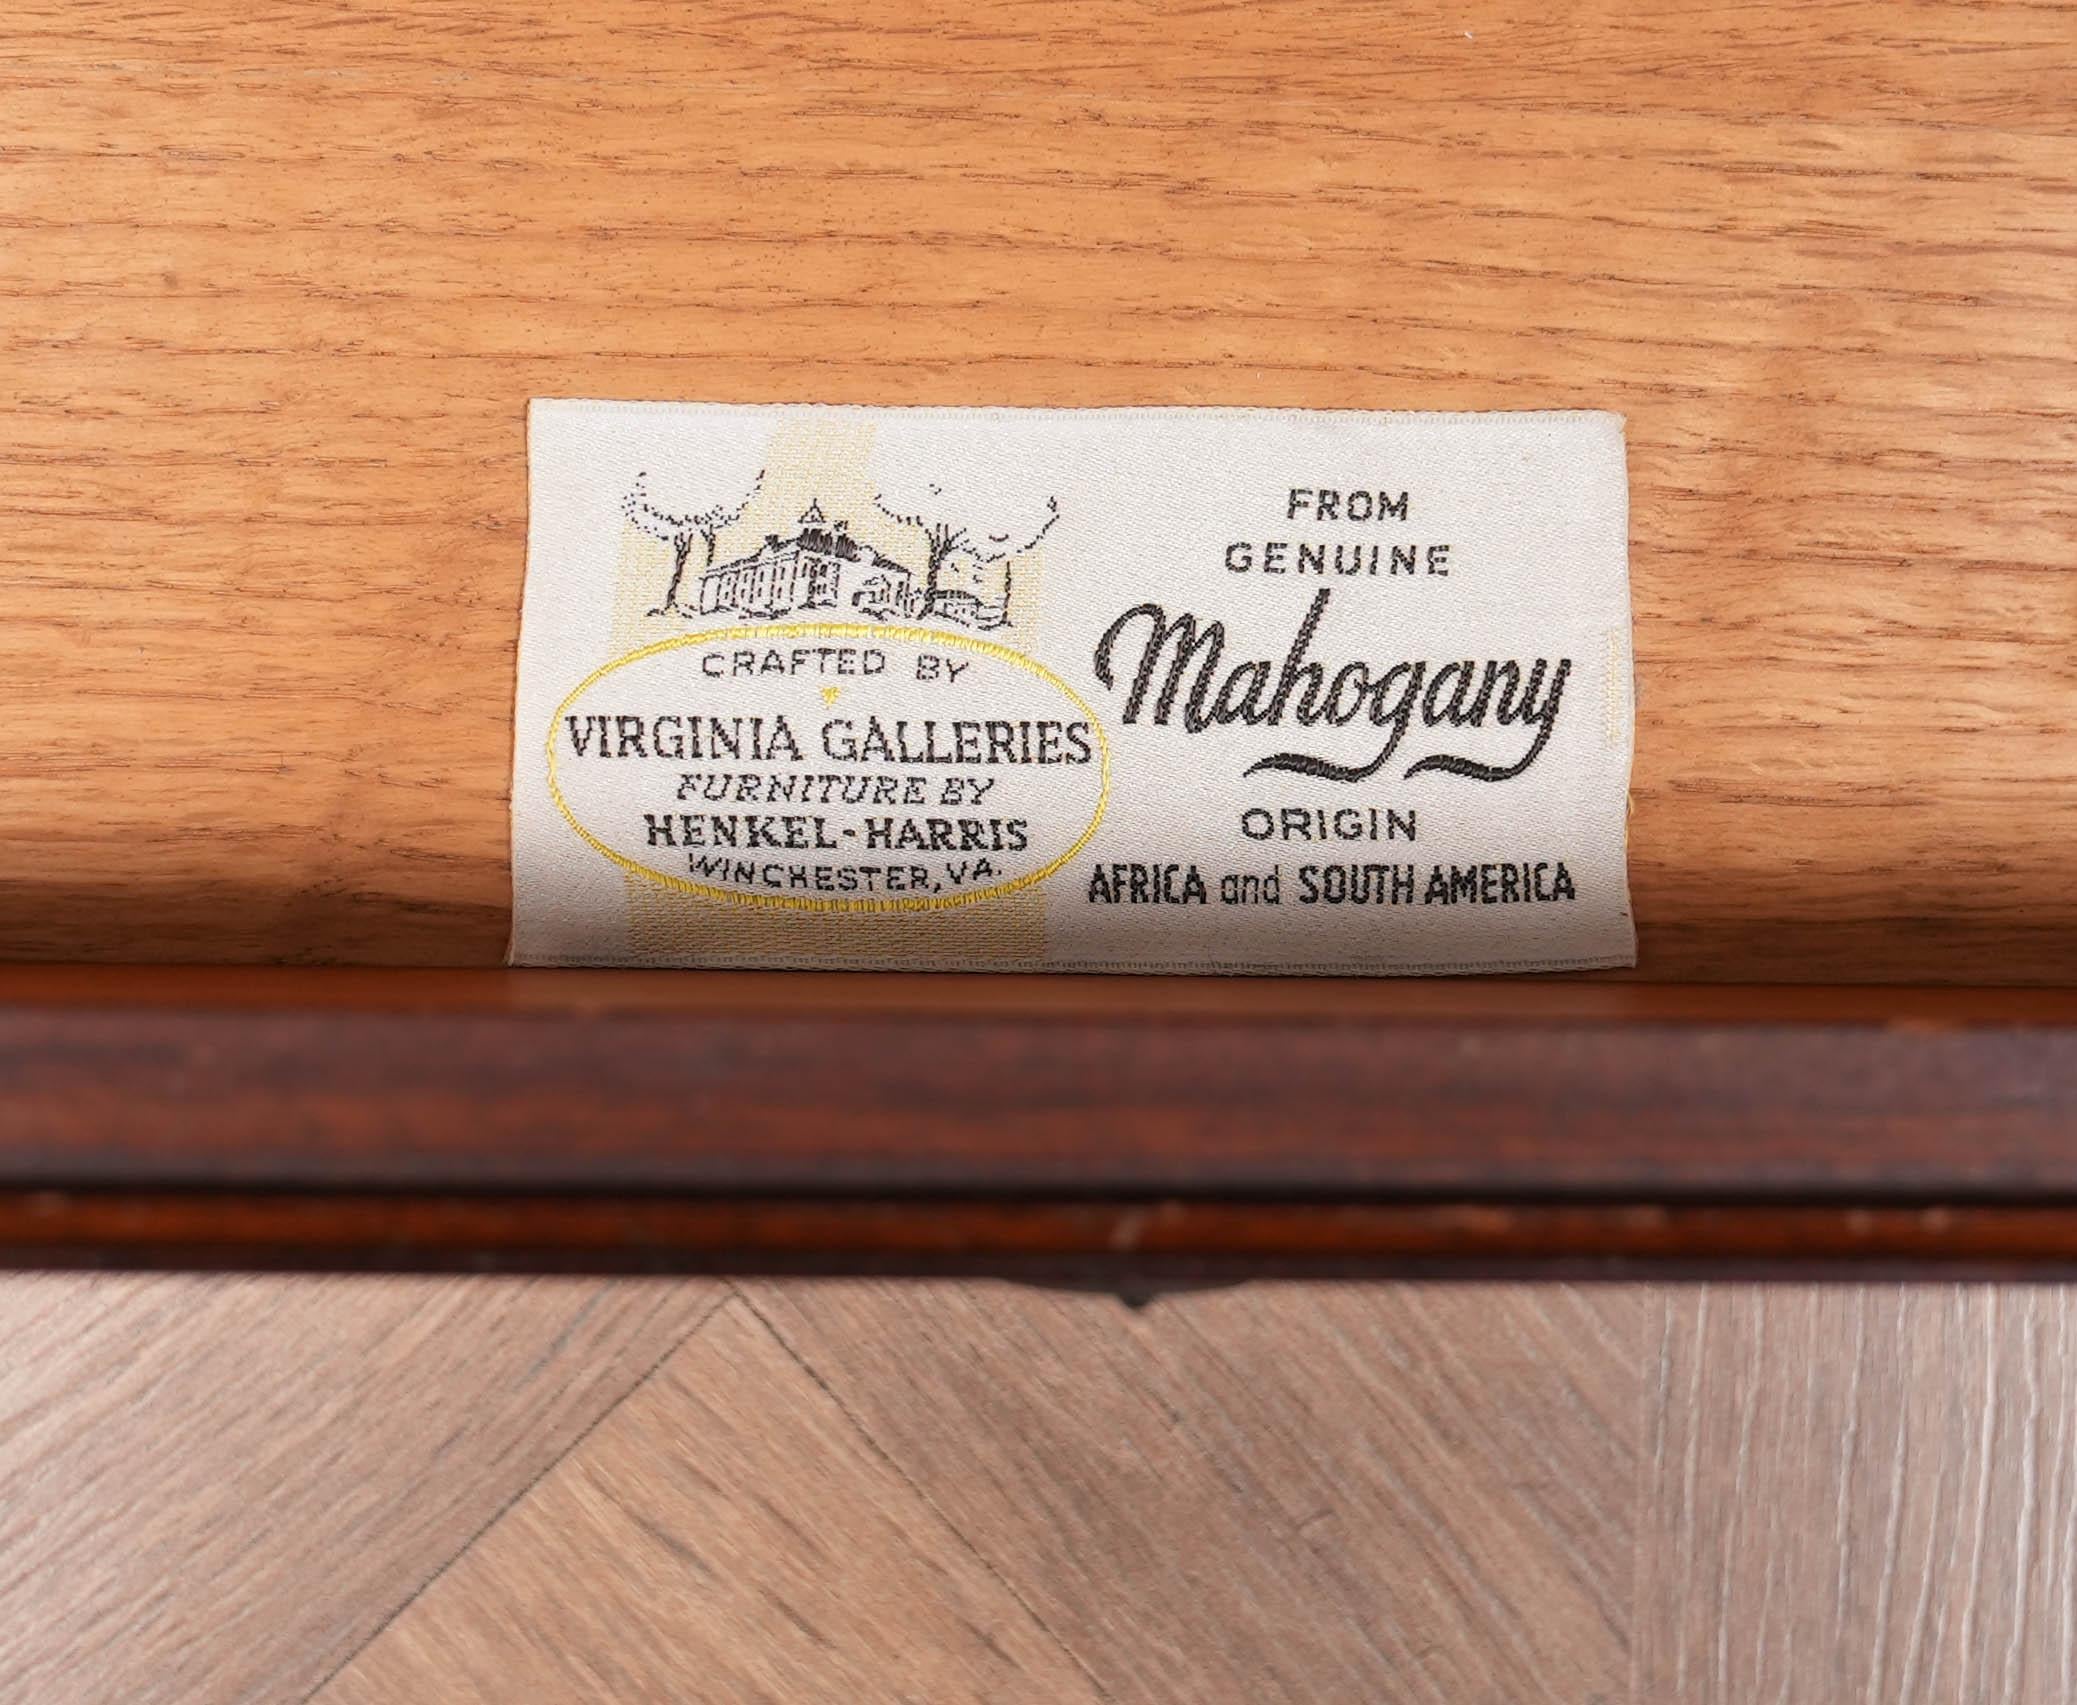 CRAFTED BY
VIRGINIA GALLERIES
FURNITURE BY
HENKEL-HARRIS
WINCHESTER, VA.
FROM
GENUINE
Mahogany
ORIGIN
AFRICA and SOUTH AMERICA